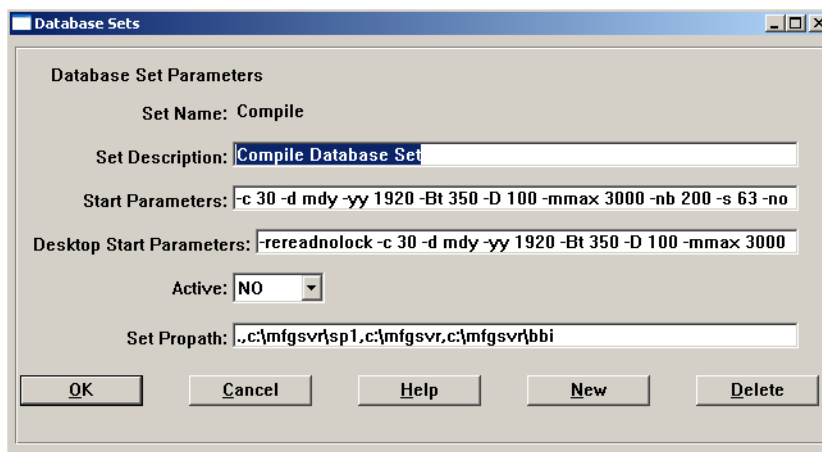 Database Sets
Database Set Parameters
Set Name: Compile
Set Description: Compile Database Set
Start Parameters: -c 30 -d mdy -yy 1920 -Bt 350 -D 100 -mmax 3000 -nb 200 -s 63 -no
Desktop Start Parameters: -rereadnolock -c 30 -d mdy -yy 1920 -Bt 350 -D 100 -mmax 3000
Active: NO
Set Propath: .,c:\mfgsvr\sp1,c:\mfgsvr,c:\mfgsvr\bbi
OK Cancel Help New Delete